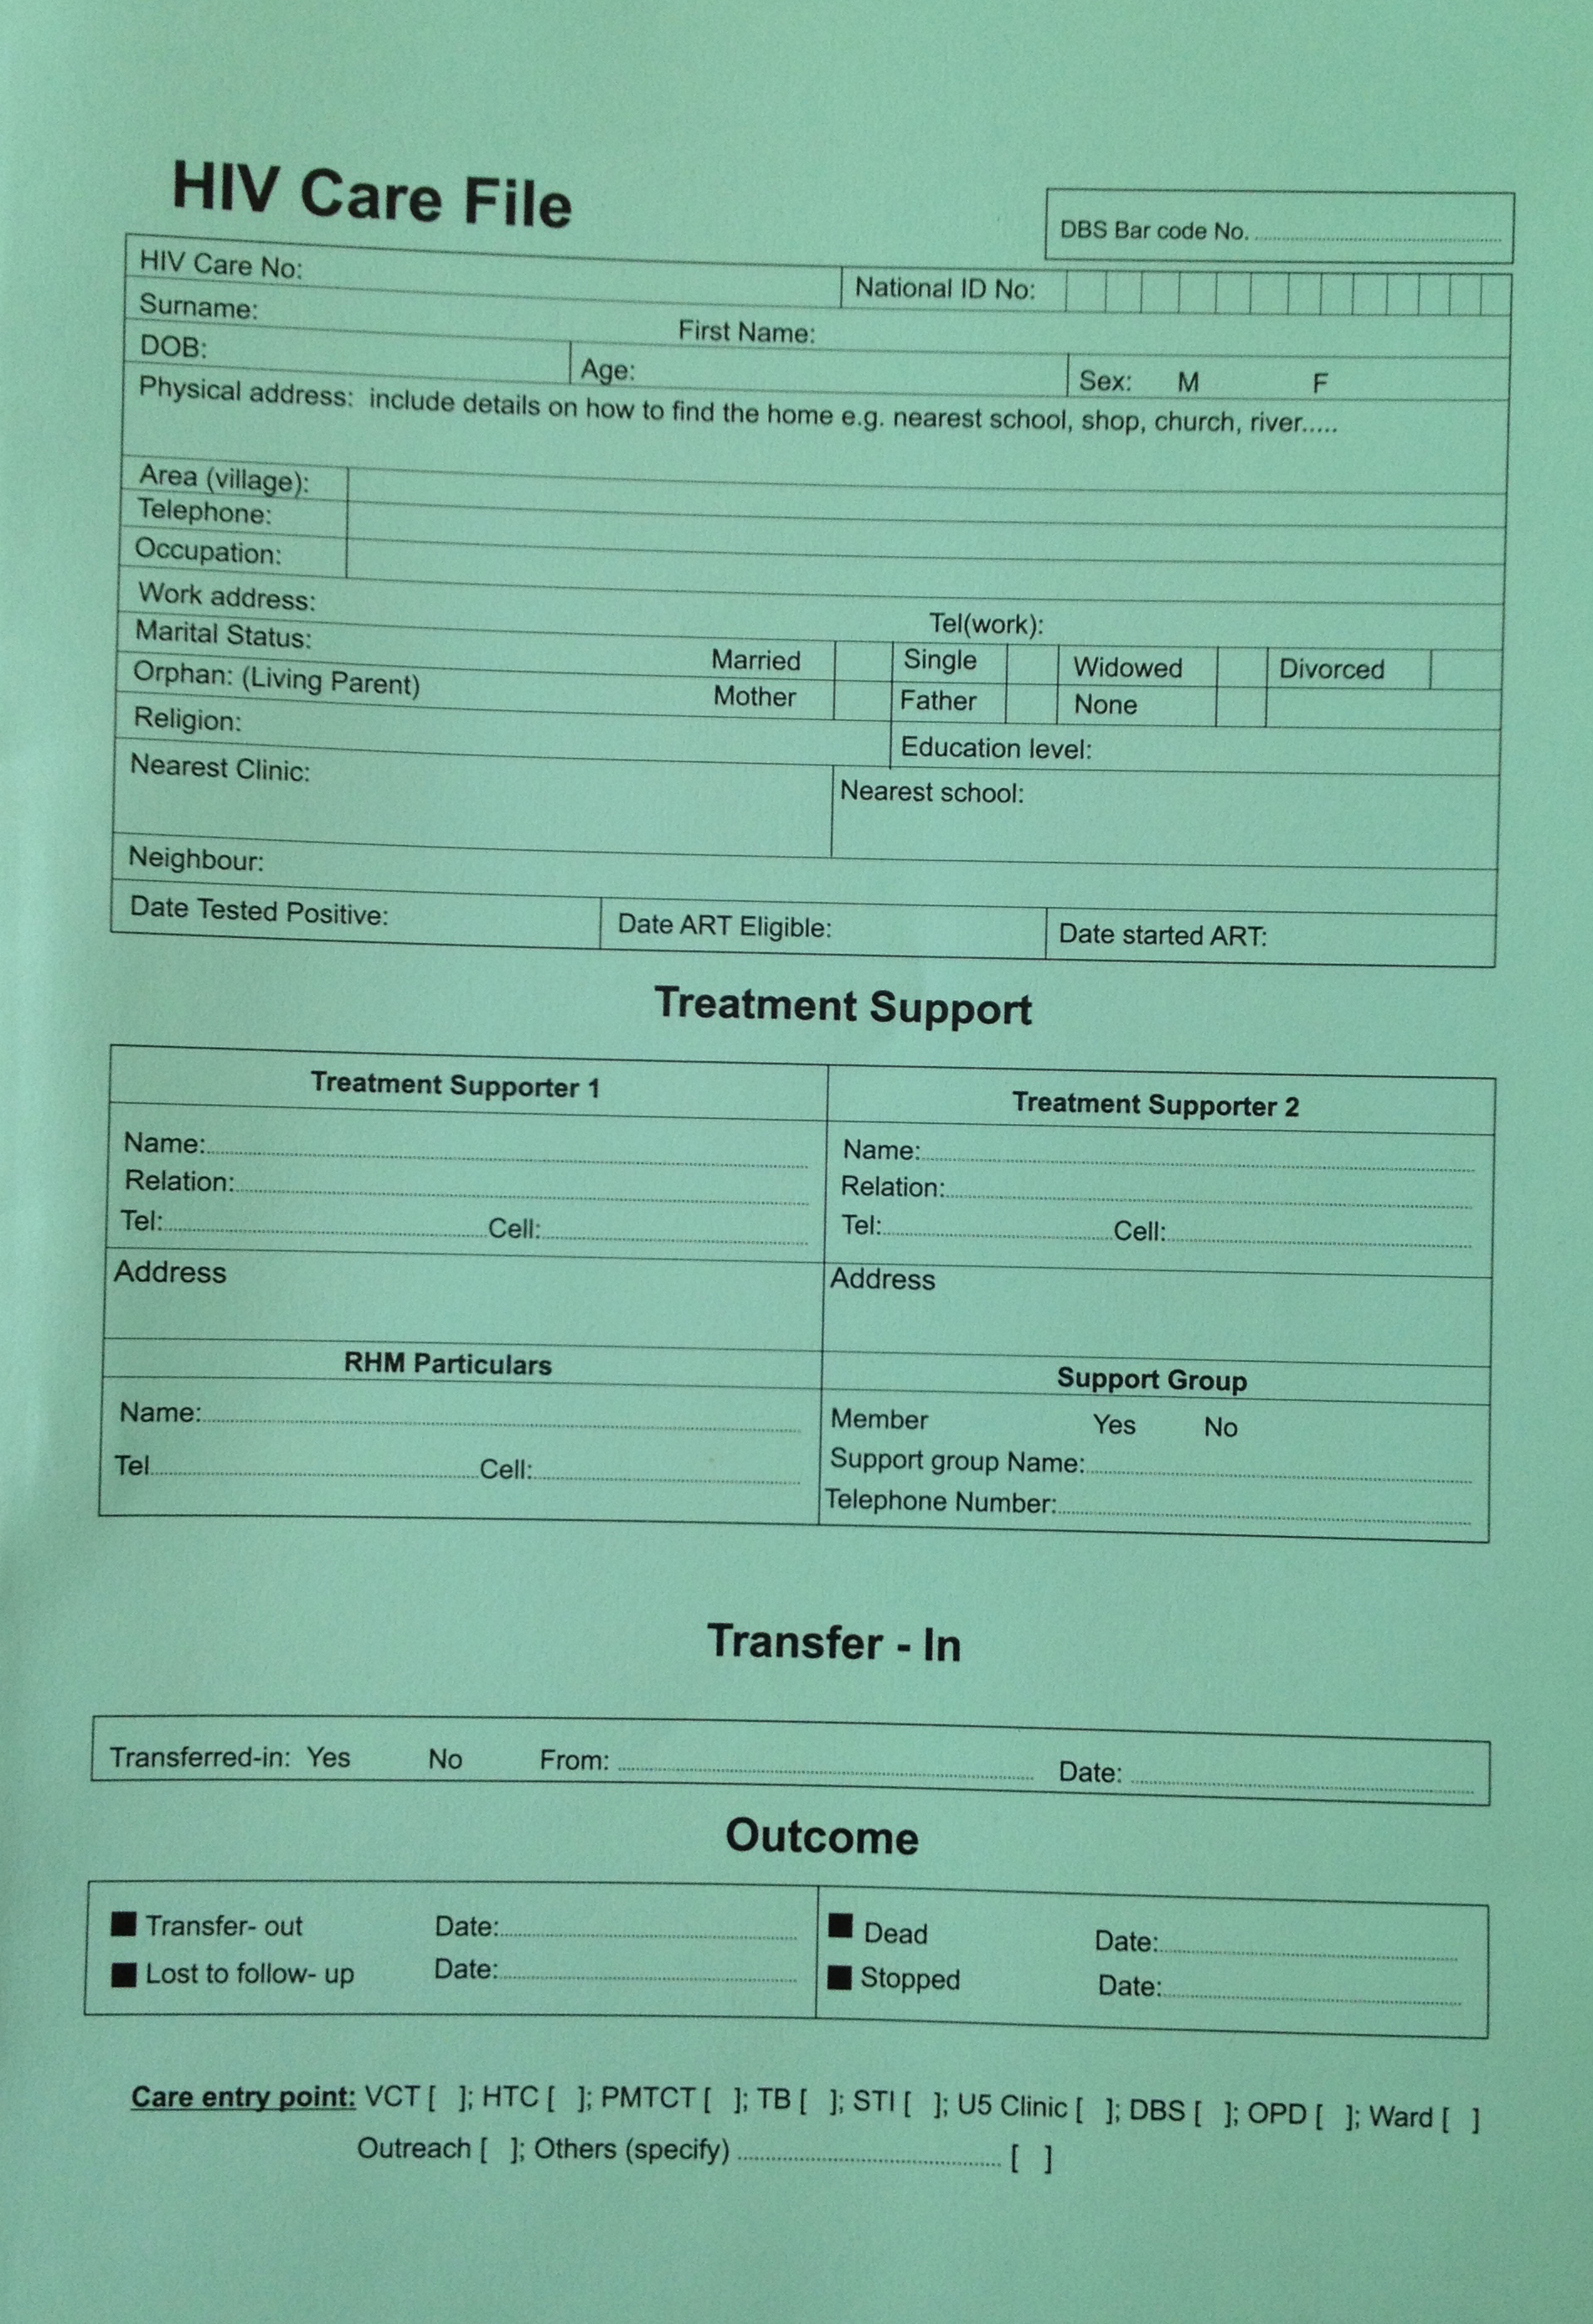 HIV Care File
DBS Bar code No. ..........
HIV Care No: National ID No:
Surname: First Name:
DOB: Age: Sex: M F
Physical address: include details on how to find the home e.g. nearest school, shop, church, river.....
Area (village):
Telephone:
Occupation:
Work address: Tel(work):
Marital Status: Married Single Widowed Divorced
Orphan: (Living Parent) Mother Father None
Religion: Education level:
Nearest Clinic: Nearest school:
Neighbour:
Date Tested Positive: Date ART Eligible: Date started ART:
Treatment Support
Treatment Supporter 1 Treatment Supporter 2
Name:.......... Name:..........
Relation:.......... Relation:..........
Tel:..........Cell:.......... Tel:..........Cell:..........
Address Address
RHM Particulars Support Group
Name:.......... Member Yes No
Support group Name:..........
Tel..........Cell:.......... Telephone Number:..........
Transfer - In
Transferred-in: Yes No From: .......... Date: ..........
Outcome
■ Transfer- out Date:.......... ■ Dead Date:..........
■ Lost to follow- up Date:.......... ■ Stopped Date:..........
Care entry point: VCT [ ]; HTC [ ]; PMTCT [ ]; TB [ ]; STI [ ]; U5 Clinic [ ]; DBS [ ]; OPD [ ]; Ward [ ]
Outreach [ ]; Others (specify) .......... [ ]